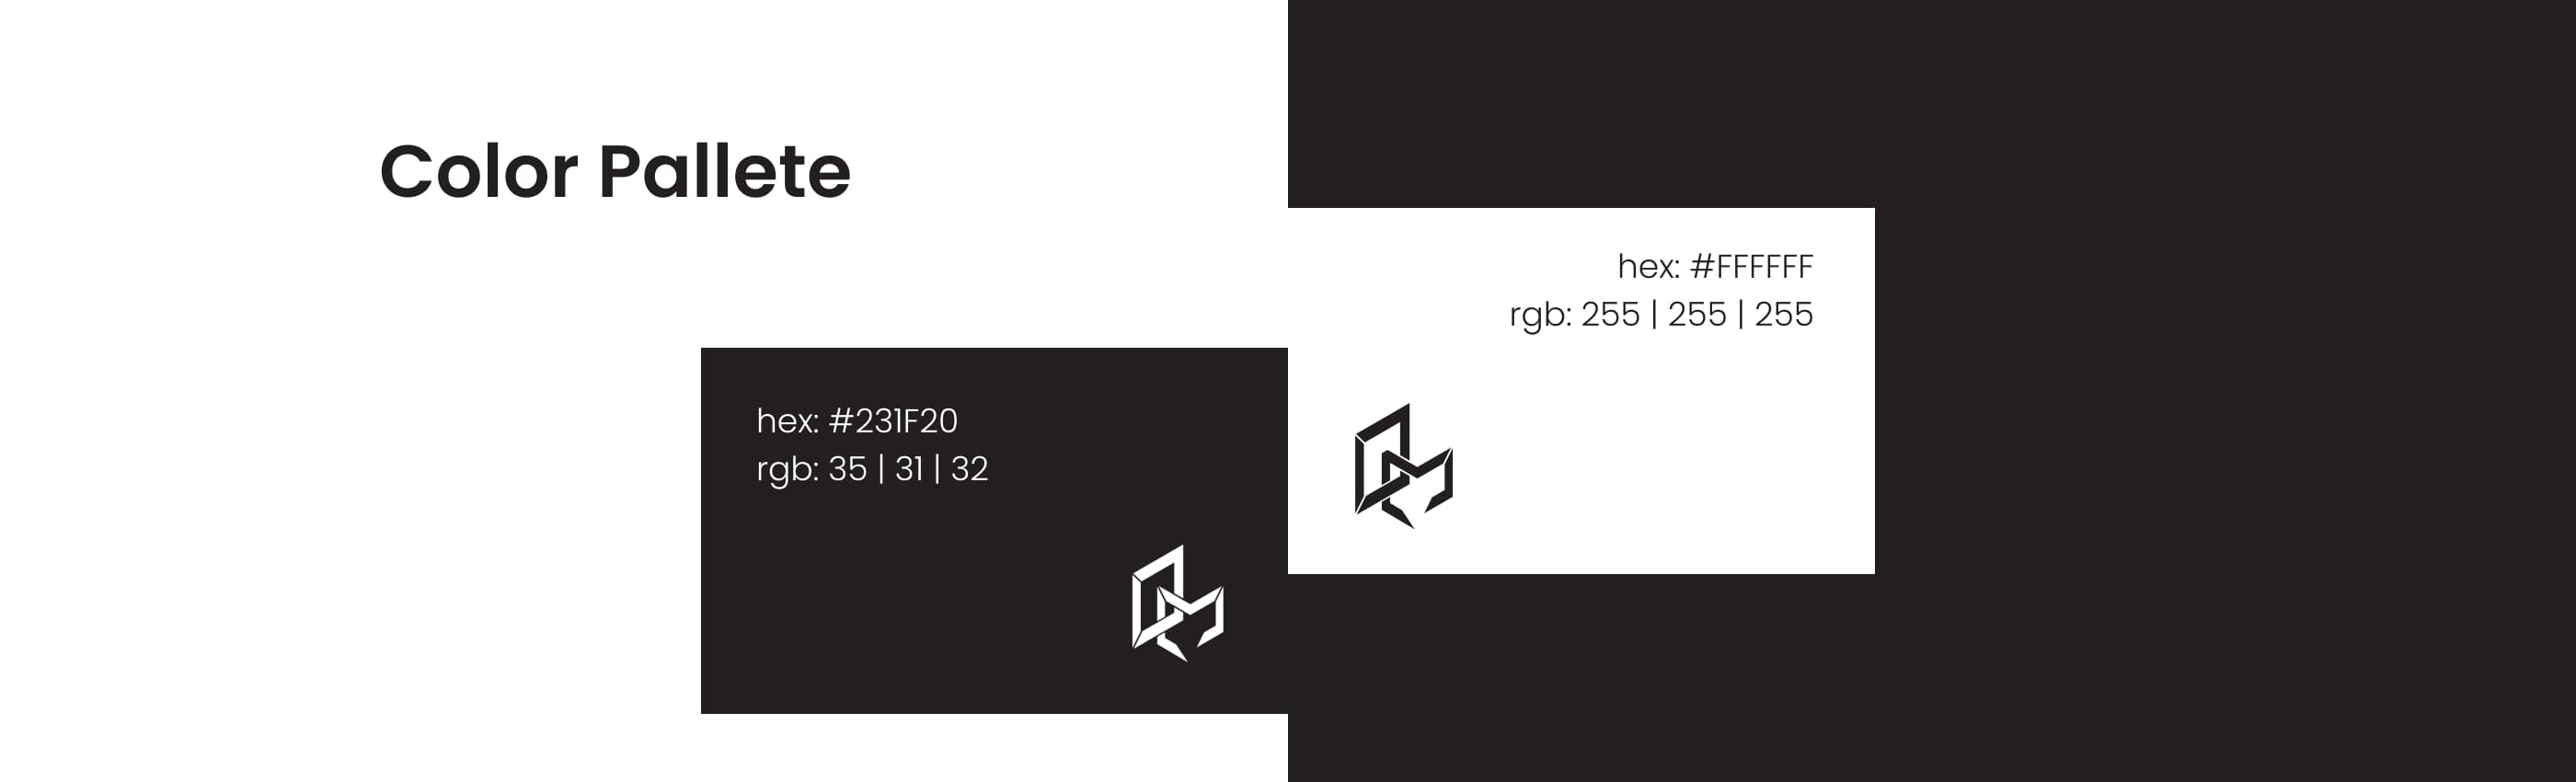 Color Pallete
hex: #231F20
rgb: 35 | 31 | 32
hex: #FFFFFF
rgb: 255 | 255 | 255